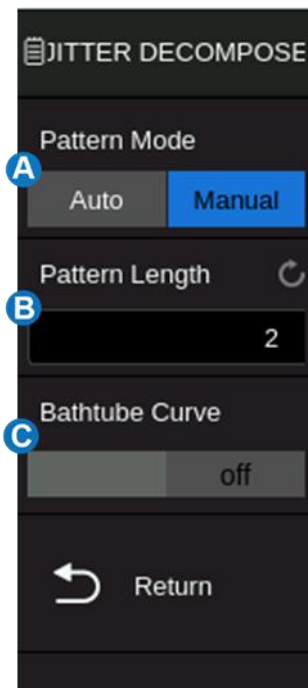 JITTER DECOMPOSE
Pattern Mode
A
Auto Manual
Pattern Length
B
2
Bathtube Curve
C
off
Return